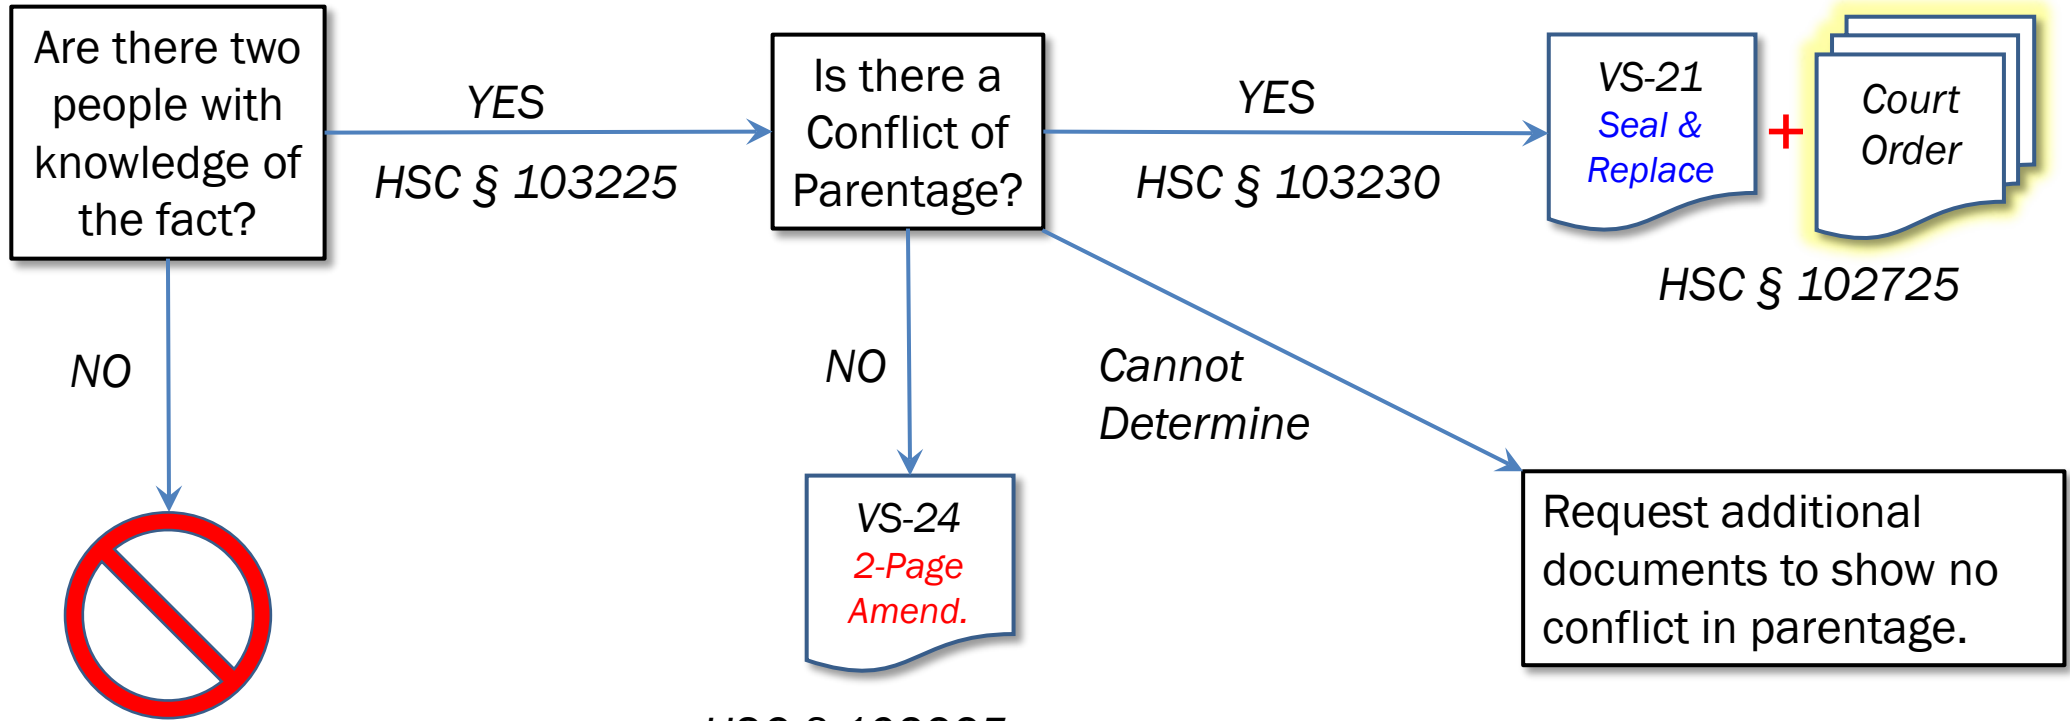 Are there two
people with
knowledge of
the fact?
YES
HSC § 103225
Is there a
Conflict of
Parentage?
YES
HSC § 103230
VS-21
Seal &
Replace
+
Court
Order
HSC § 102725
NO
NO
Cannot
Determine
VS-24
2-Page
Amend.
Request additional
documents to show no
conflict in parentage.